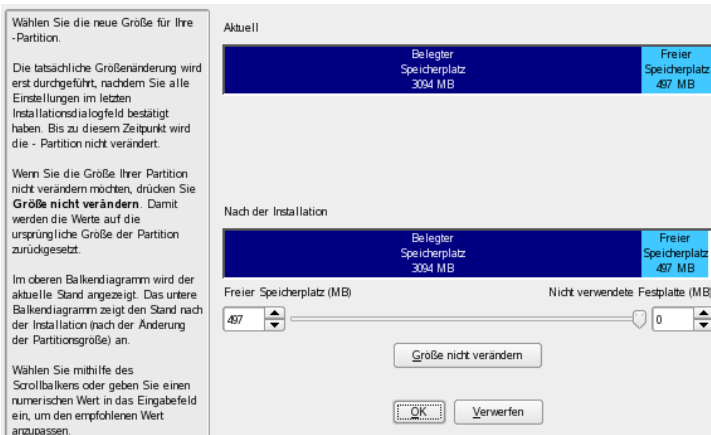 Wählen Sie die neue Größe für Ihre
-Partition.
Die tatsächliche Größenänderung wird
erst durchgeführt, nachdem Sie alle
Einstellungen im letzten
Installationsdialogfeld bestätigt
haben. Bis zu diesem Zeitpunkt wird
die - Partition nicht verändert.
Wenn Sie die Größe Ihrer Partition
nicht verändern möchten, drücken Sie
Größe nicht verändern. Damit
werden die Werte auf die
ursprüngliche Größe der Partition
zurückgesetzt.
Im oberen Balkendiagramm wird der
aktuelle Stand angezeigt. Das untere
Balkendiagramm zeigt den Stand nach
der Installation (nach der Änderung
der Partitionsgröße) an.
Wählen Sie mithilfe des
Scrollbalkens oder geben Sie einen
numerischen Wert in das Eingabefeld
ein, um den empfohlenen Wert
anzupassen.
Aktuell
Belegter
Speicherplatz
3094 MB
Freier
Speicherplatz
497 MB
Nach der Installation
Belegter
Speicherplatz
3094 MB
Freier
Speicherplatz
497 MB
Freier Speicherplatz (MB)
Nicht verwendete Festplatte (MB)
497
0
Größe nicht verändern
OK
Verwerfen